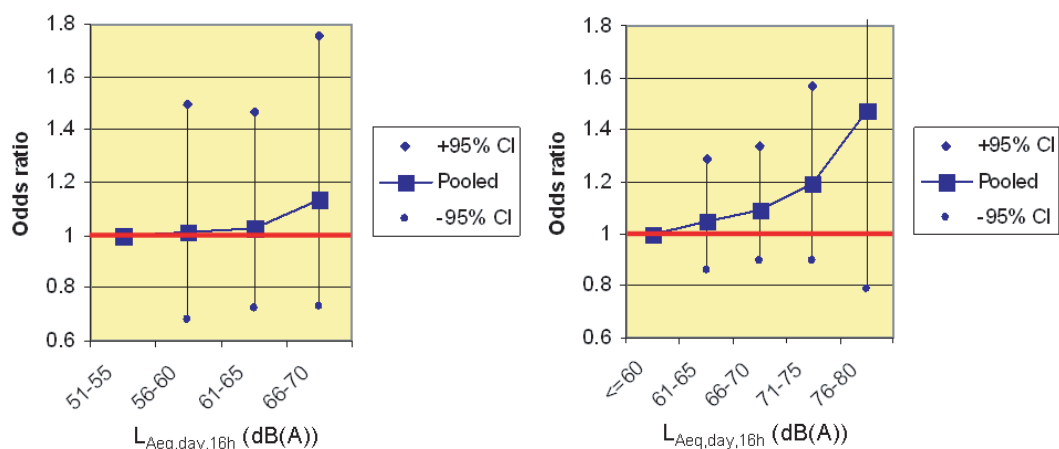 1.8
1.6
1.4
1.2
1
0.8
0.6
Odds ratio
51-55
56-60
61-65
66-70
LAeq,day,16h (dB(A))
+95% CI
Pooled
-95% CI
1.8
1.6
1.4
1.2
1
0.8
0.6
Odds ratio
<=60
61-65
66-70
71-75
76-80
LAeq,day,16h (dB(A))
+95% CI
Pooled
-95% CI